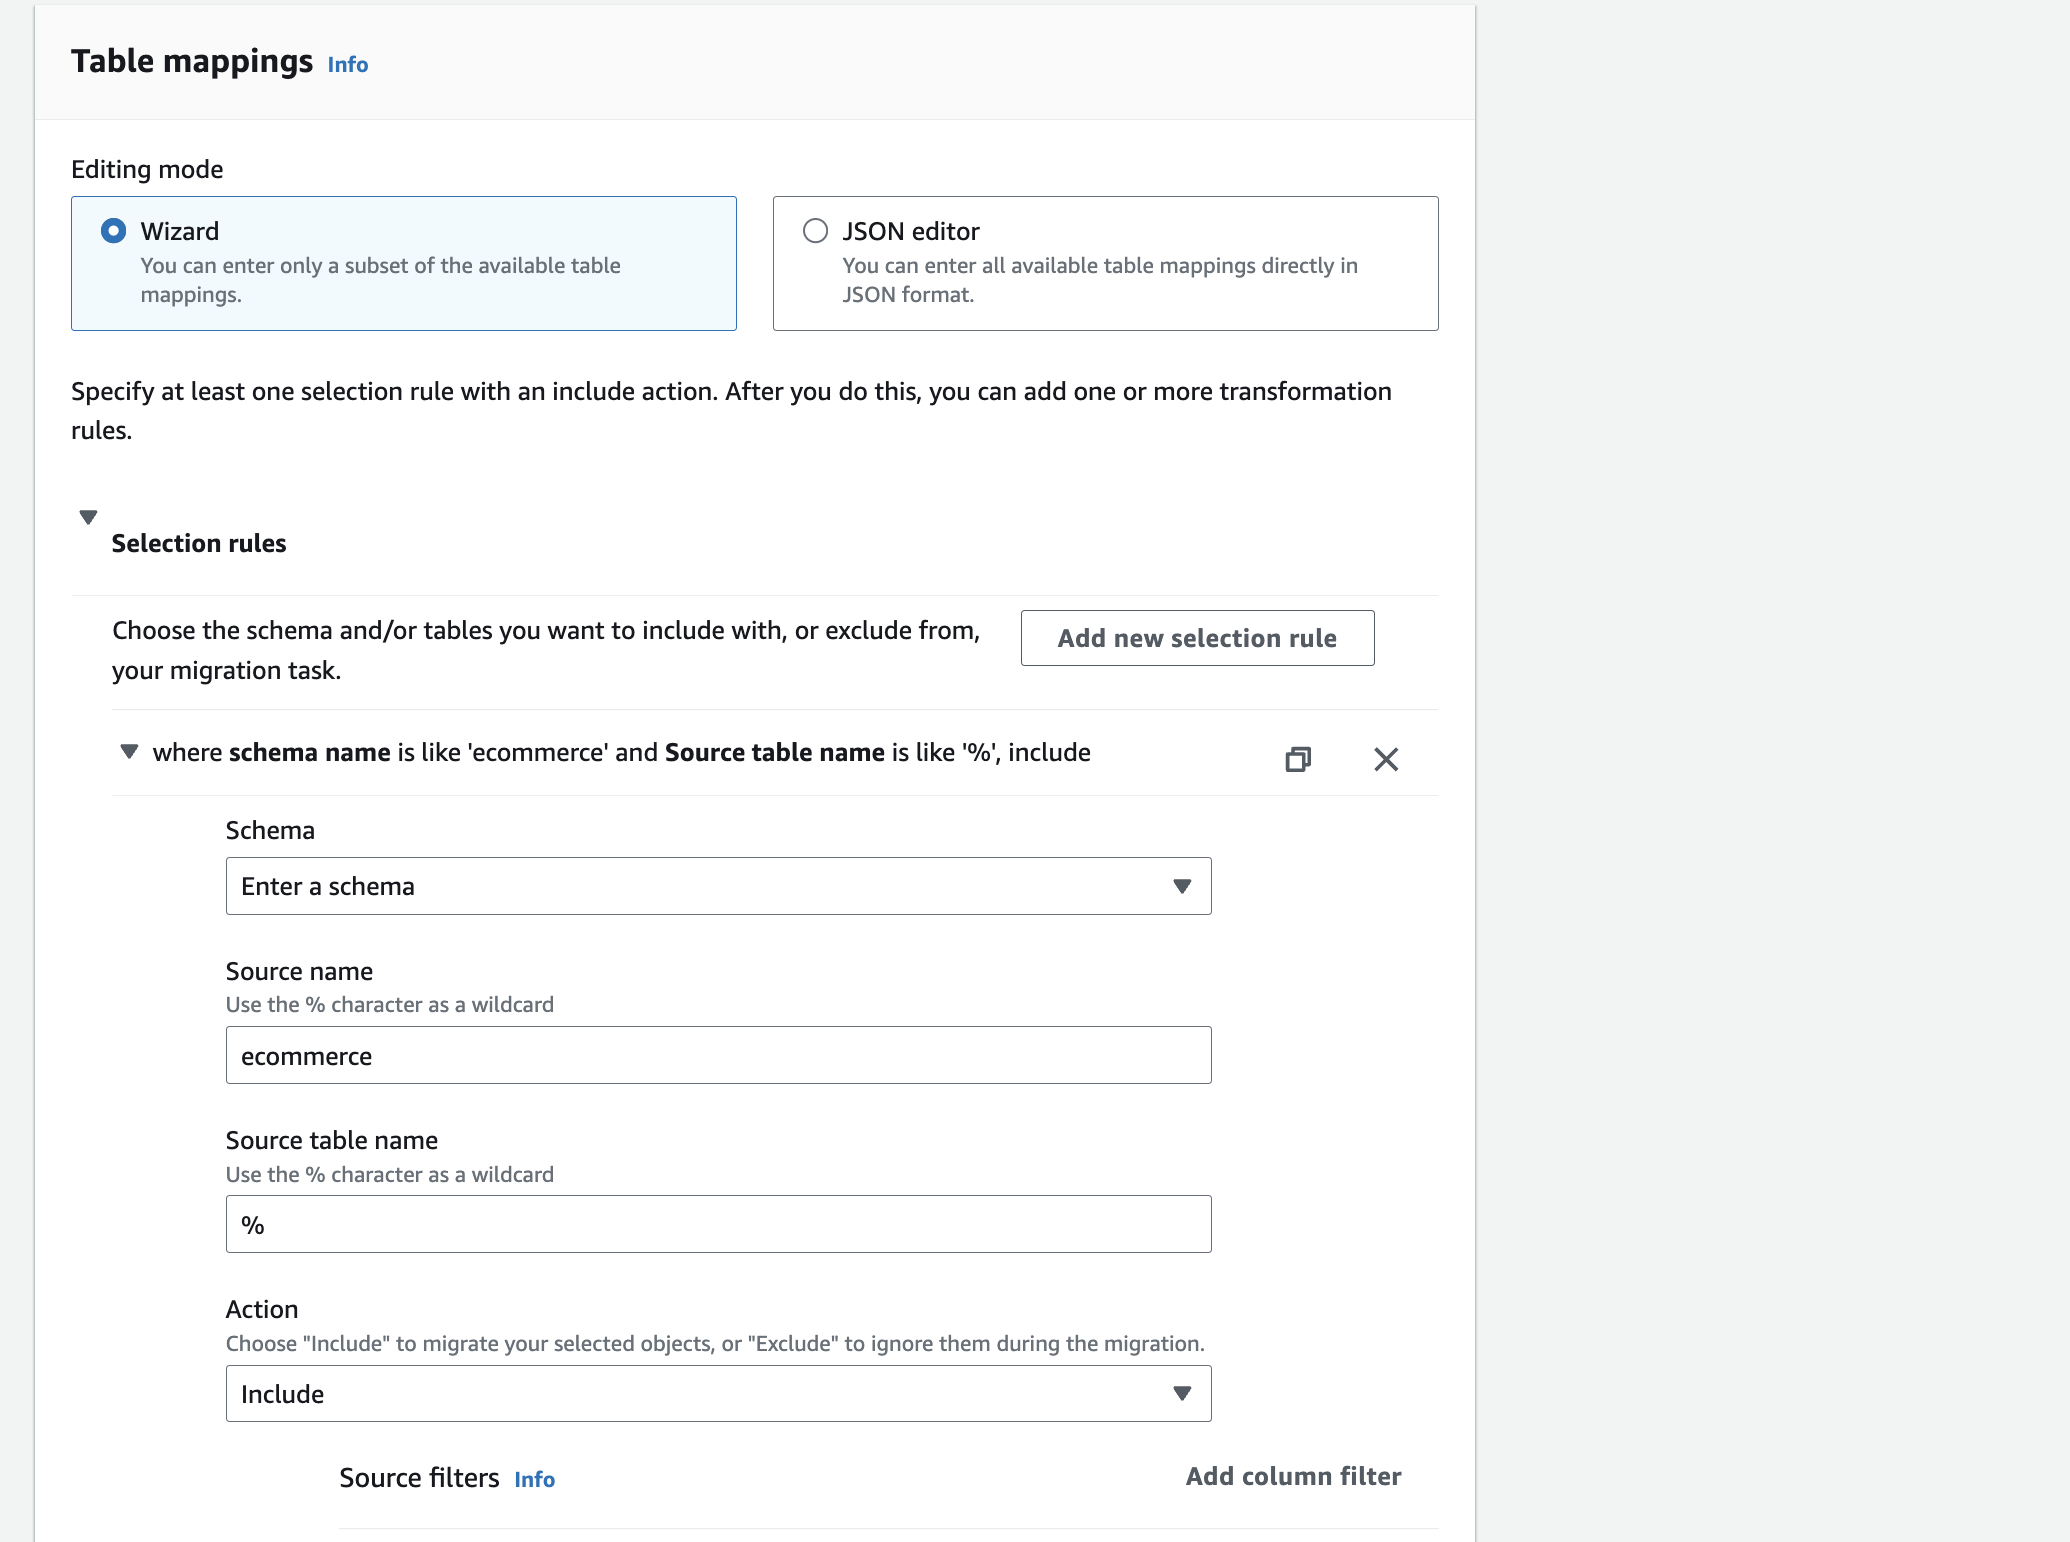 Table mappings Info
Editing mode
Wizard
You can enter only a subset of the available table
mappings.
JSON editor
You can enter all available table mappings directly in
JSON format.
Specify at least one selection rule with an include action. After you do this, you can add one or more transformation
rules.
Selection rules
Choose the schema and/or tables you want to include with, or exclude from,
your migration task.
Add new selection rule
where schema name is like 'ecommerce' and Source table name is like '%', include
Schema
Enter a schema
Source name
Use the % character as a wildcard
ecommerce
Source table name
Use the % character as a wildcard
%
Action
Choose "Include" to migrate your selected objects, or "Exclude" to ignore them during the migration.
Include
Source filters Info
Add column filter